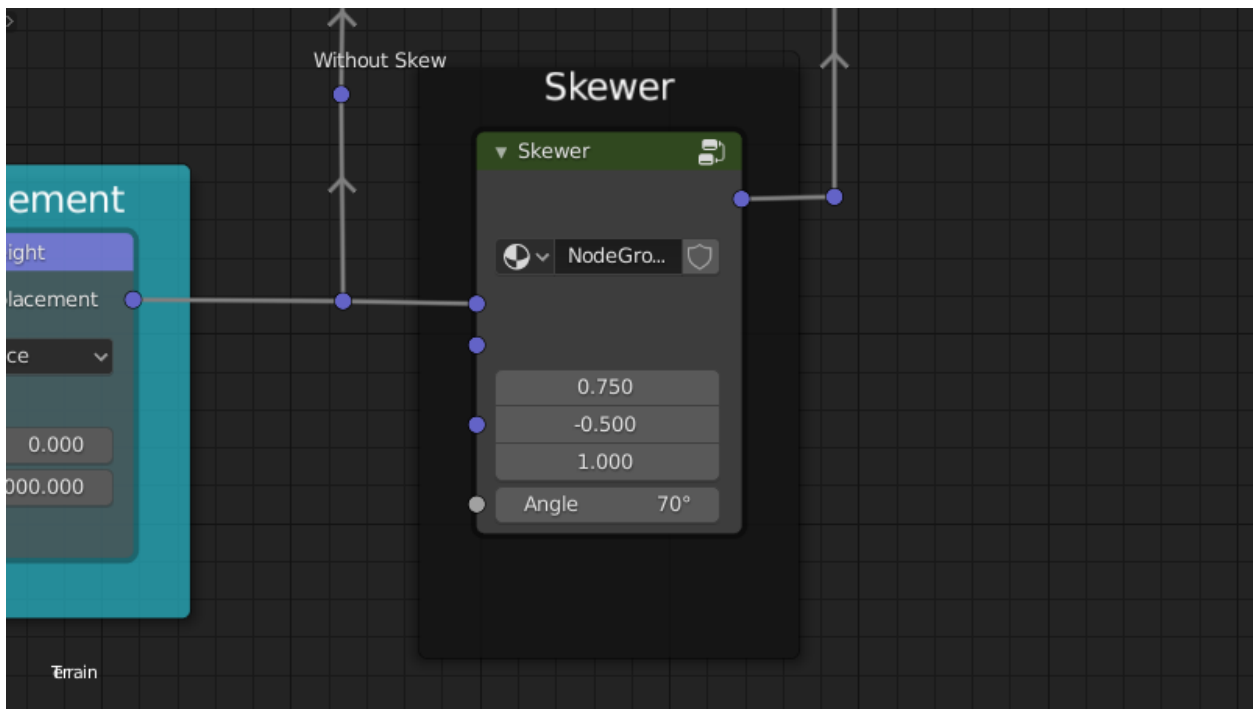 Without Skew
Skewer
Skewer
ement
ight
NodeGro...
lacement
ce
0.750
-0.500
1.000
0.000
000.000
Angle 70°
Terrain